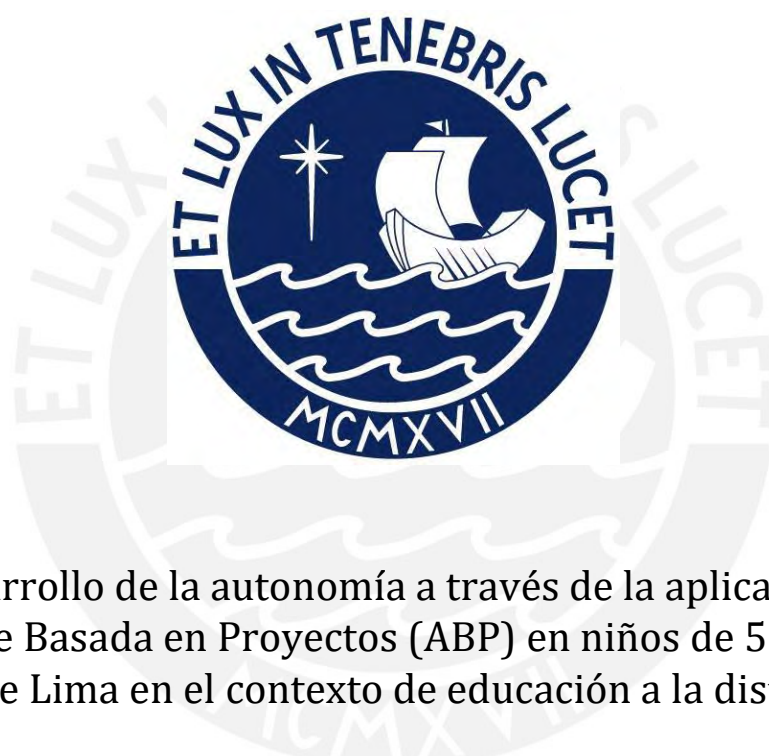 ET LUX IN TENEBRIS LUCET
MCMXVII
rrollo de la autonomía a través de la aplica
e Basada en Proyectos (ABP) en niños de 5
e Lima en el contexto de educación a la dis